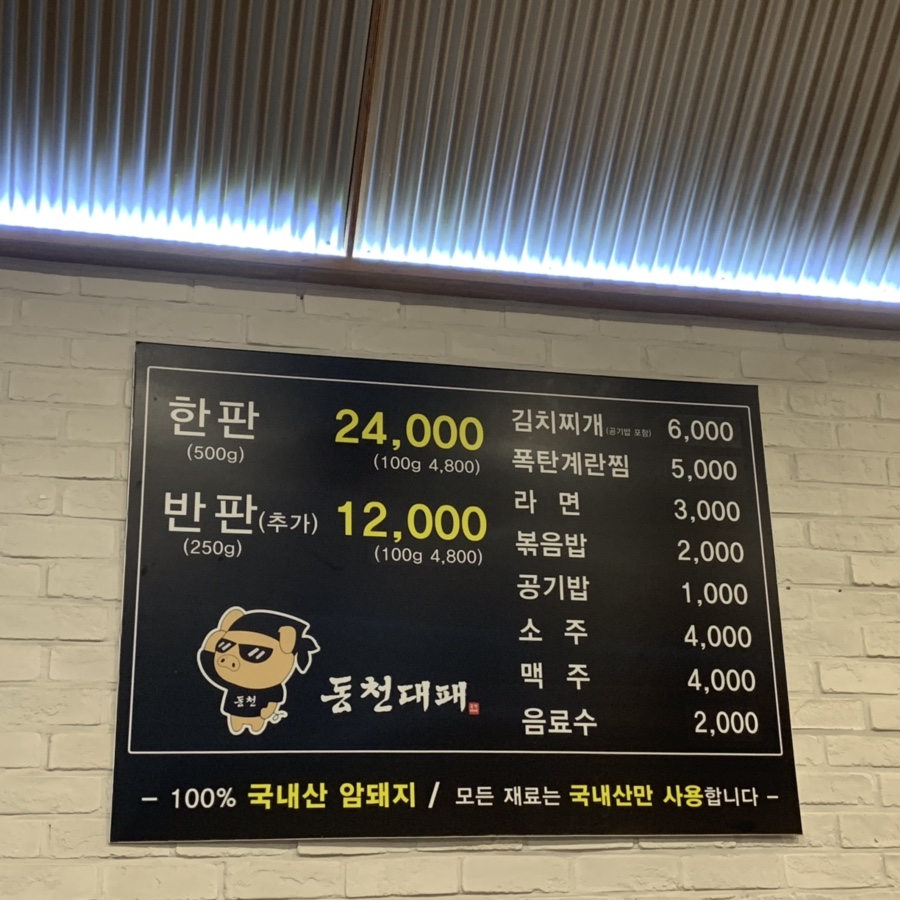 한판 24,000
(500g) (100g 4,800)
반판(추가) 12,000
(250g) (100g 4,800)
동천
동천대패
김치찌개(공기밥 포함) 6,000
폭탄계란찜 5,000
라 면 3,000
볶음밥 2,000
공기밥 1,000
소 주 4,000
맥 주 4,000
음료수 2,000
– 100% 국내산 암돼지 / 모든 재료는 국내산만 사용합니다 –